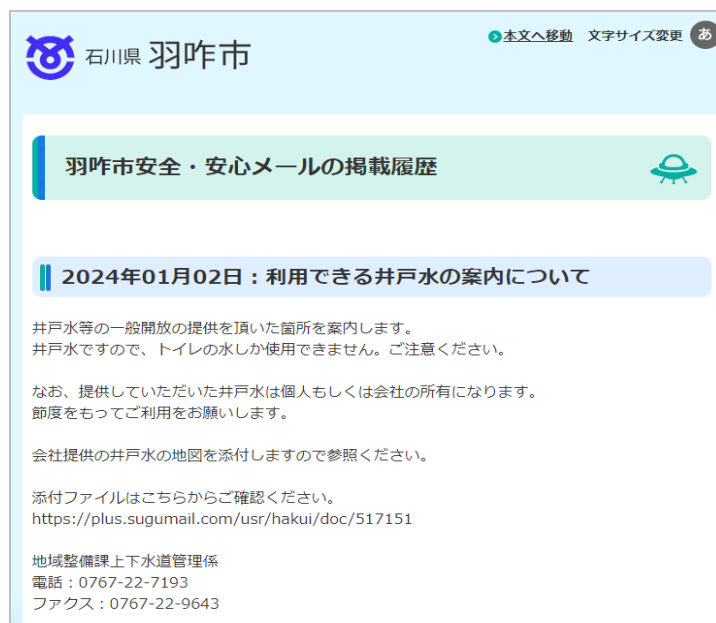 石川県 羽咋市
本文へ移動 文字サイズ変更 あ
羽咋市安全・安心メールの掲載履歴
2024年01月02日：利用できる井戸水の案内について
井戸水等の一般開放の提供を頂いた箇所を案内します。
井戸水ですので、トイレの水しか使用できません。ご注意ください。
なお、提供していただいた井戸水は個人もしくは会社の所有になります。
節度をもってご利用をお願いします。
会社提供の井戸水の地図を添付しますので参照ください。
添付ファイルはこちらからご確認ください。
https://plus.sugumail.com/usr/hakui/doc/517151
地域整備課上下水道管理係
電話：0767-22-7193
ファクス：0767-22-9643